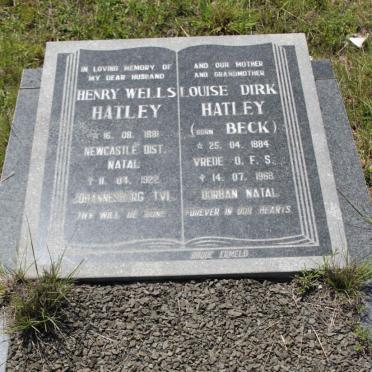 IN LOVING MEMORY OF
MY DEAR HUSBAND
HENRY WELLS
HATLEY
* 16. 08. 1881
NEWCASTLE DIST.
NATAL
† 11. 04. 1922
JOHANNESBURG TVL
THY WILL BE DONE
AND OUR MOTHER
AND GRANDMOTHER
LOUISE DIRK
HATLEY
(BORN BECK)
* 25. 04. 1884
VREDE O. F. S.
† 14. 07. 1968
DURBAN NATAL
FOREVER IN OUR HEARTS
ERMELO